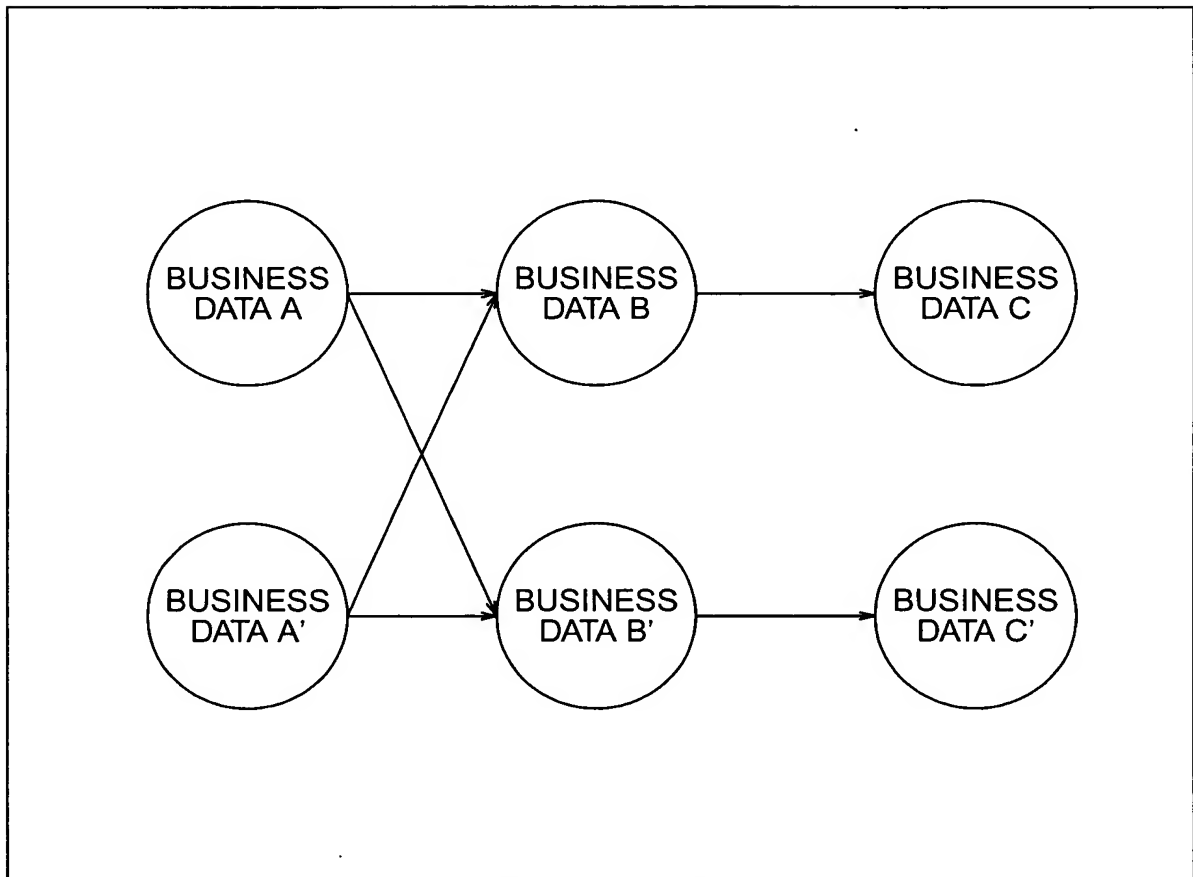 BUSINESS
DATA A
BUSINESS
DATA B
BUSINESS
DATA C
BUSINESS
DATA A'
BUSINESS
DATA B'
BUSINESS
DATA C'